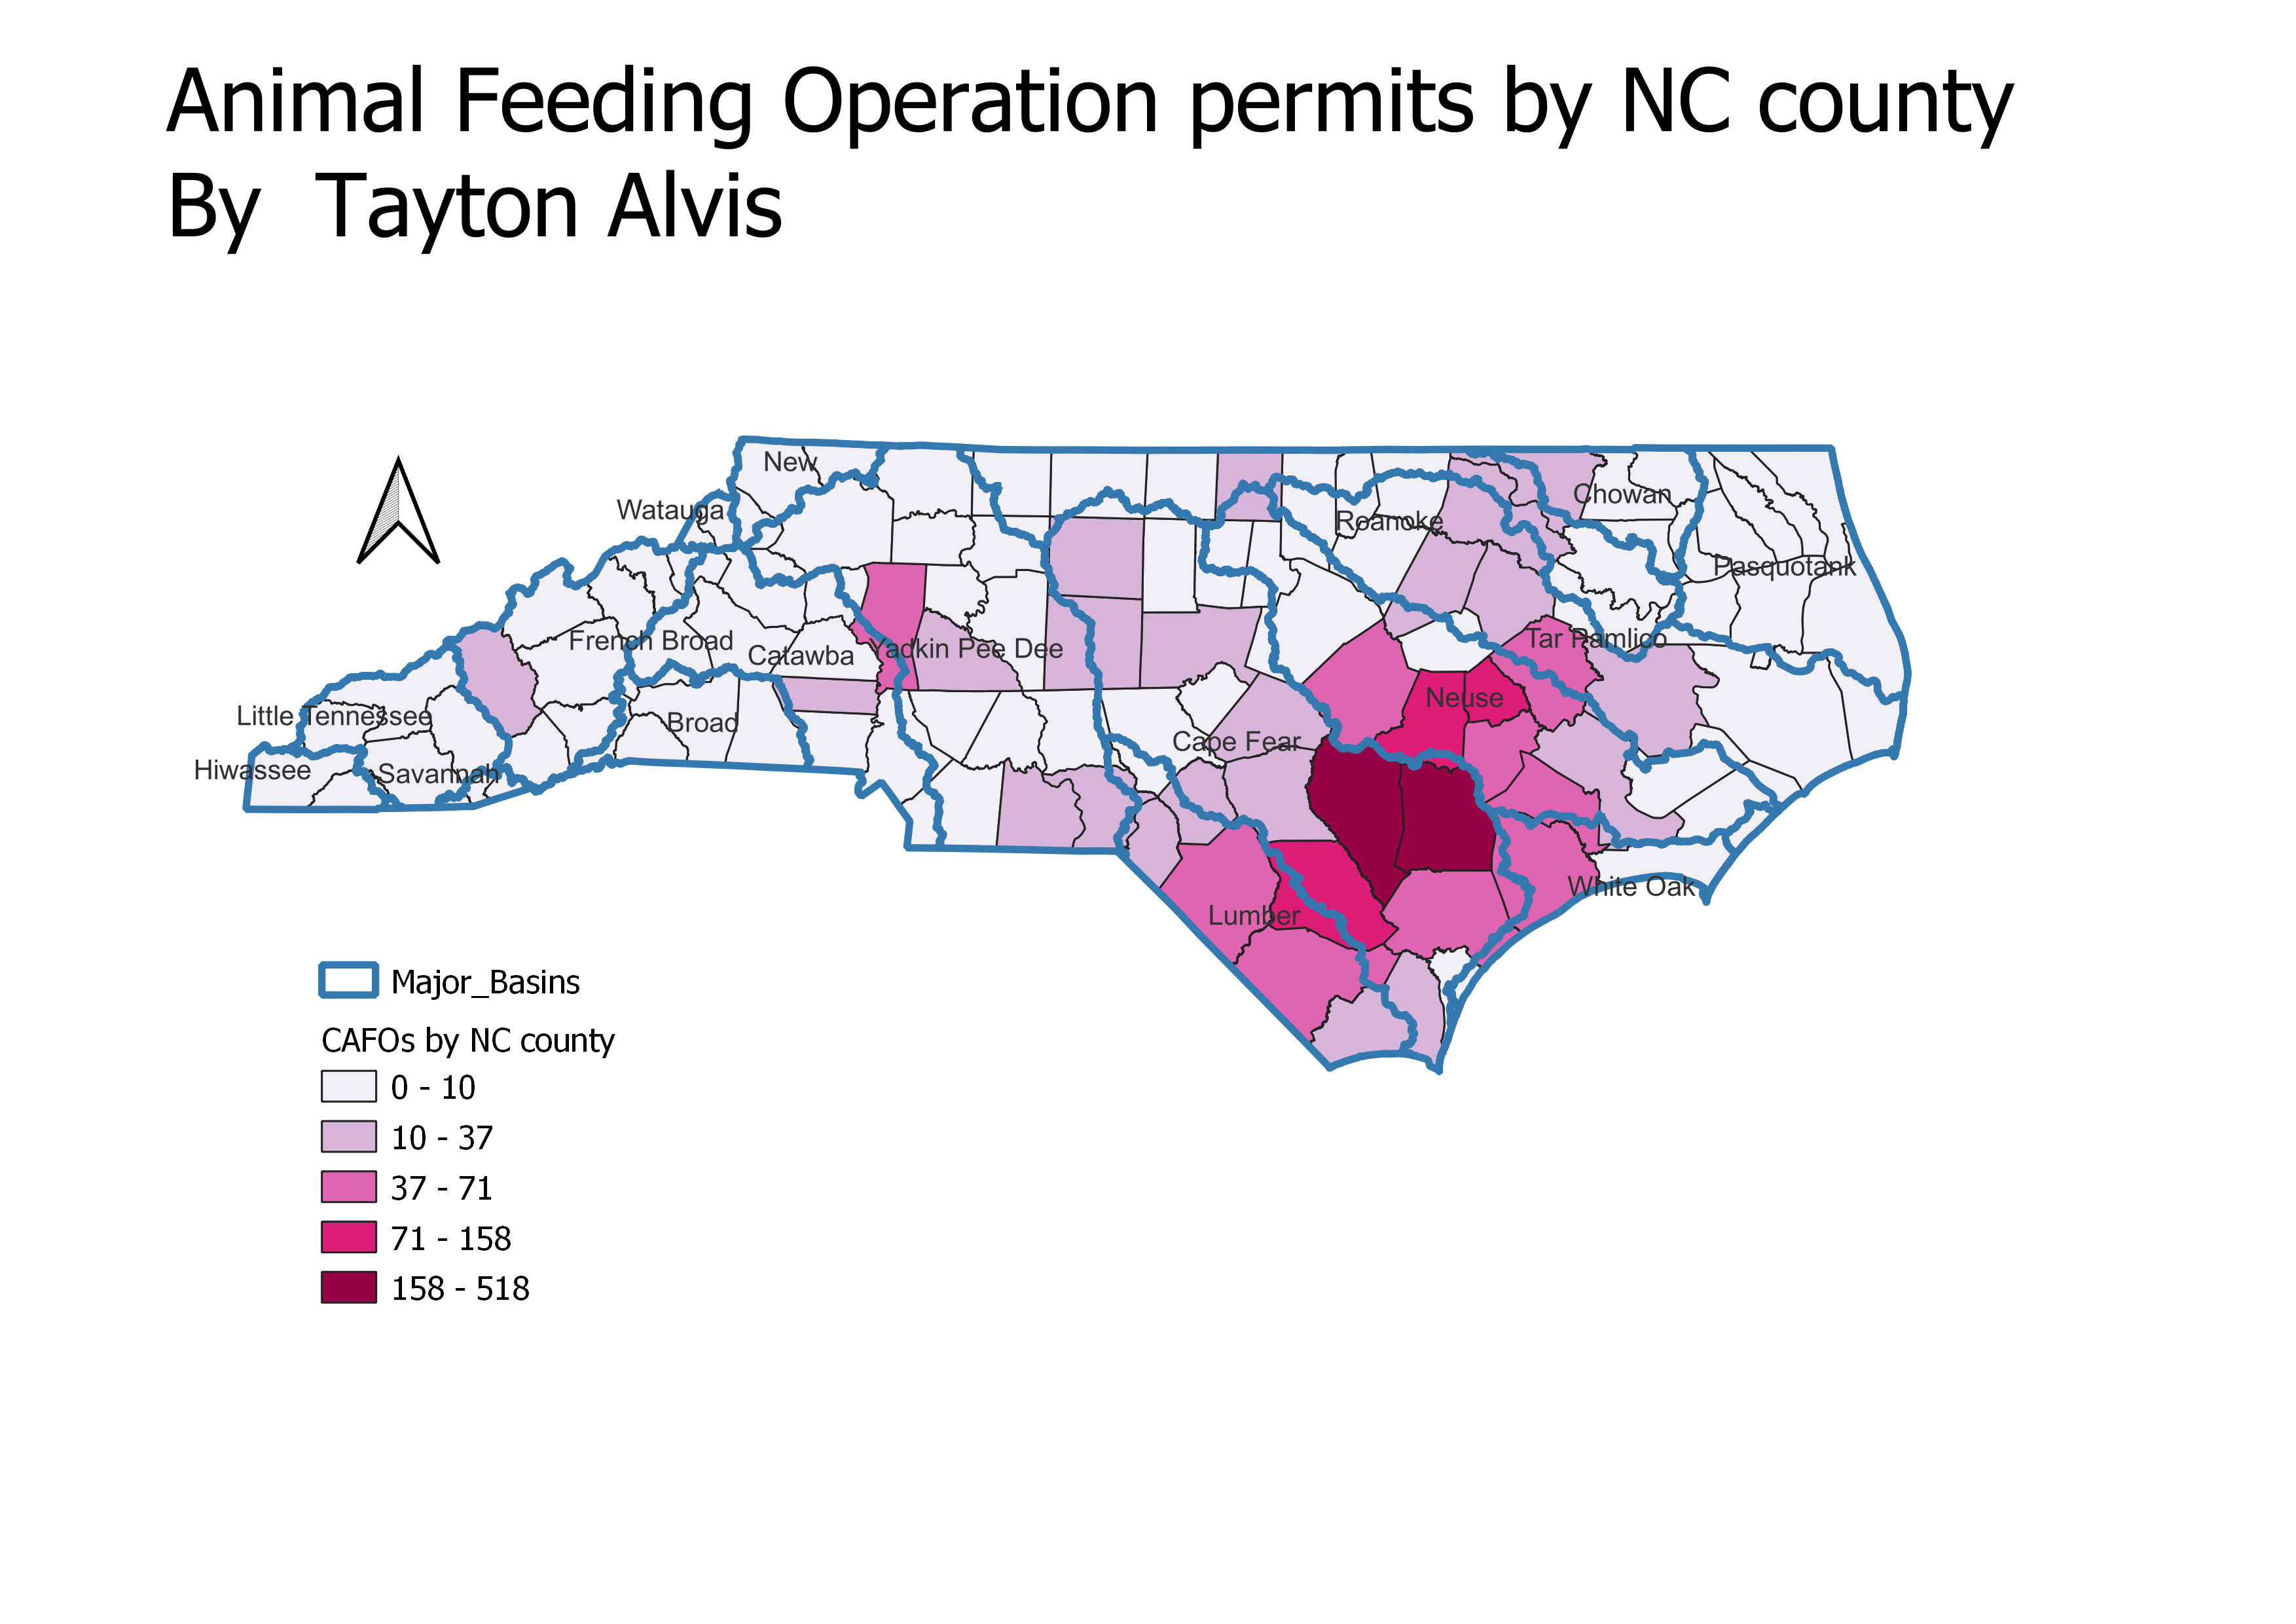 Animal Feeding Operation permits by NC county
By  Tayton Alvis
New
Watauga
Chowan
Roanoke
Pasquotank
French Broad
Catawba
Yadkin Pee Dee
Tar Pamlico
Little Tennessee
Broad
Neuse
Hiwassee
Savannah
Cape Fear
White Oak
Lumber
Major_Basins
CAFOs by NC county
0 - 10
10 - 37
37 - 71
71 - 158
158 - 518